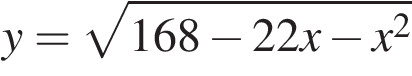 y = √(168 − 22x − x²)